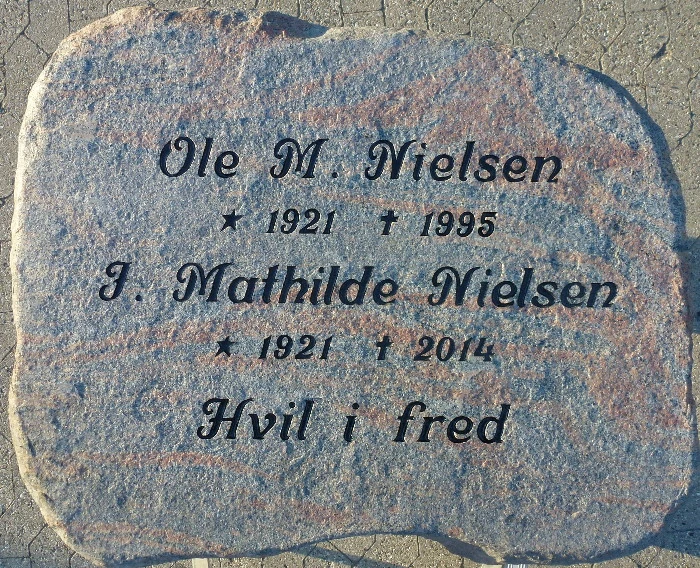 Ole M. Nielsen
★ 1921 ✝ 1995
J. Mathilde Nielsen
★ 1921 ✝ 2014
Hvil i fred